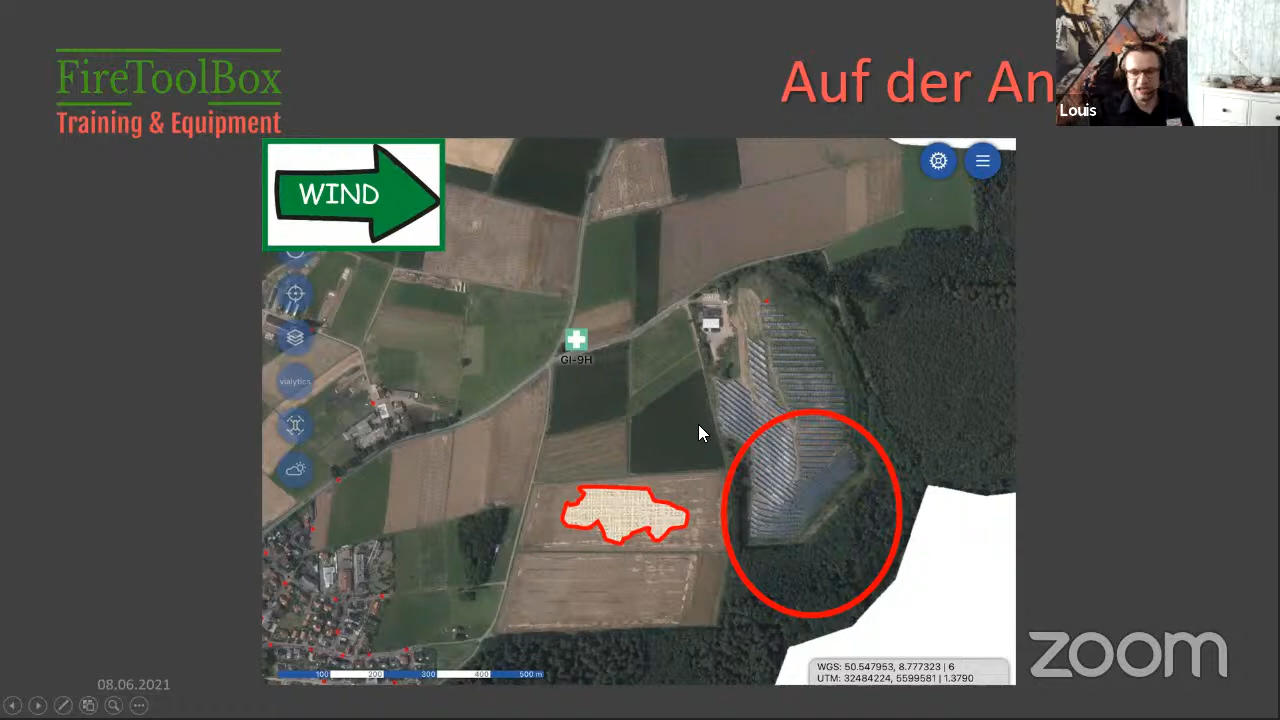 FireToolBox
Training & Equipment
Auf der An
Louis
WIND
vialytics
GI-9H
100 200 300 400 500 m
WGS: 50.547953, 8.777323 | 6
UTM: 32484224, 5599581 | 1.3790
zoom
08.06.2021